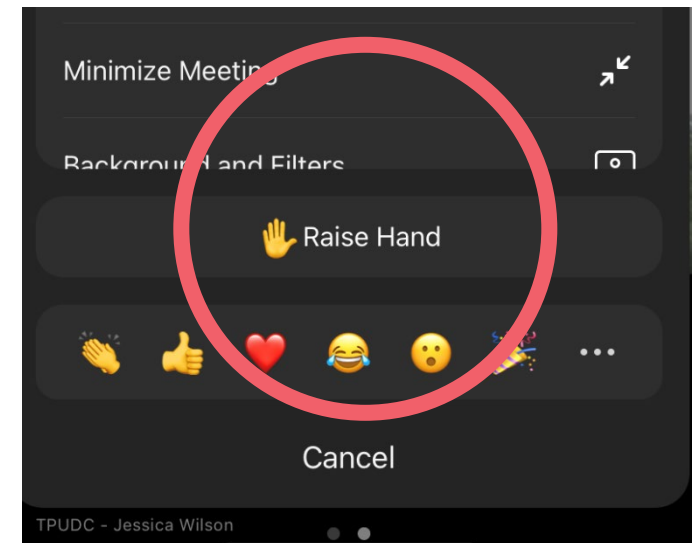 Minimize Meeting
Background and Filters
Raise Hand
Cancel
TPUDC - Jessica Wilson